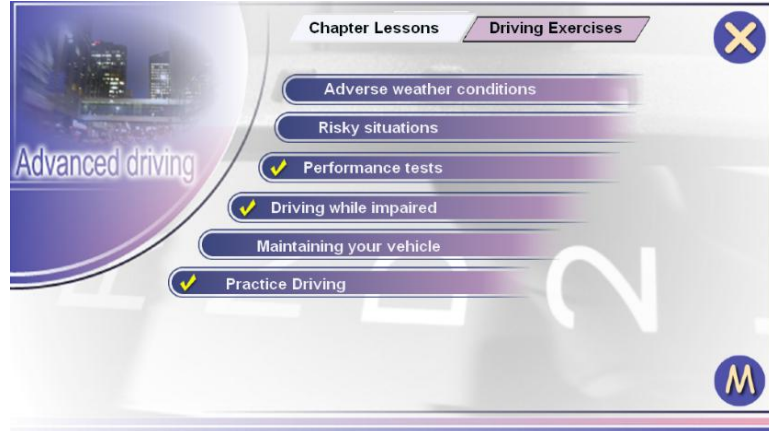 Chapter Lessons
Driving Exercises
Adverse weather conditions
Risky situations
Advanced driving
Performance tests
Driving while impaired
Maintaining your vehicle
Practice Driving
2
M